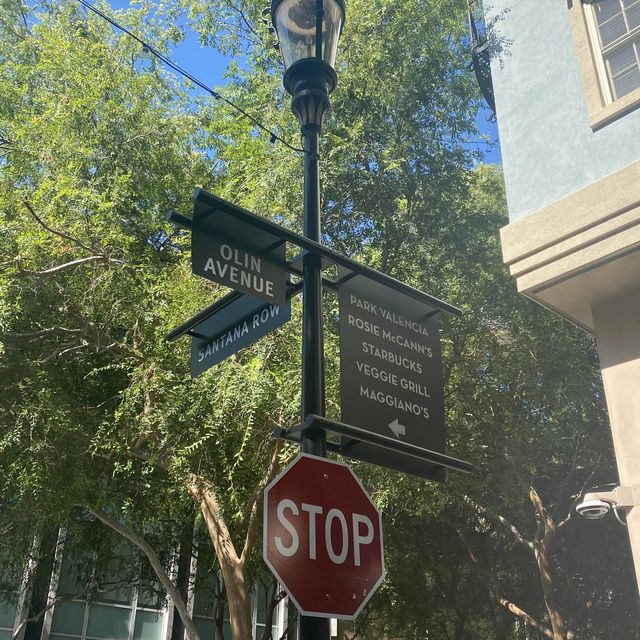 OLIN
AVENUE
SANTANA ROW
PARK VALENCIA
ROSIE McCANN'S
STARBUCKS
VEGGIE GRILL
MAGGIANO'S
STOP